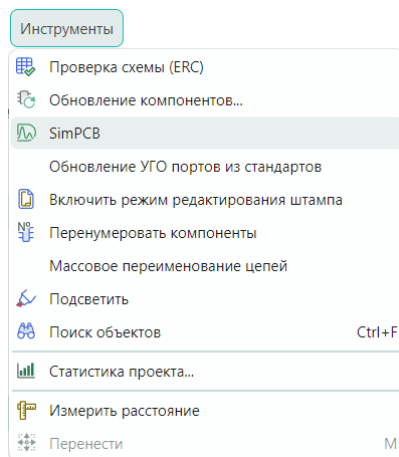 Инструменты
Проверка схемы (ERC)
Обновление компонентов...
SimPCB
Обновление УГО портов из стандартов
Включить режим редактирования штампа
Перенумеровать компоненты
Массовое переименование цепей
Подсветить
Поиск объектов Ctrl+F
Статистика проекта...
Измерить расстояние
Перенести M